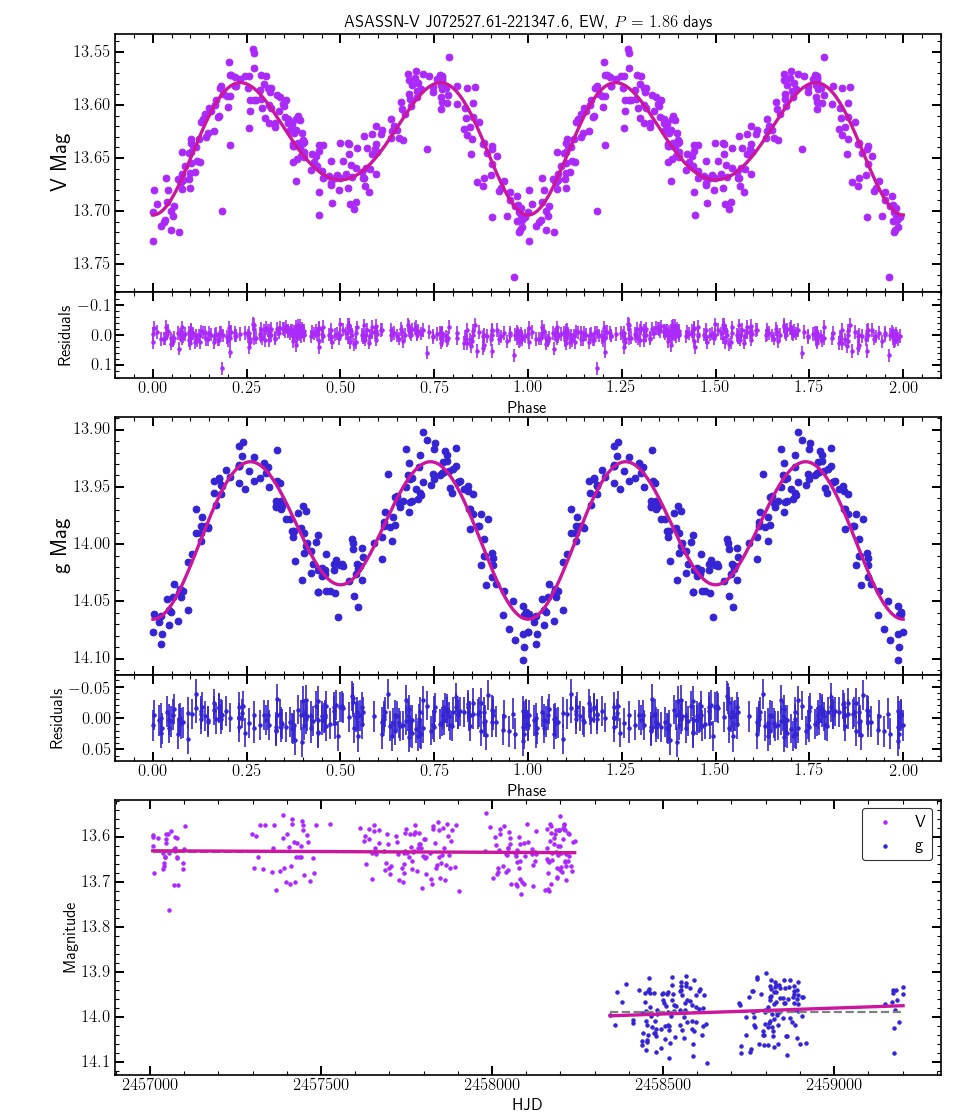 ASASSN-V J072527.61-221347.6, EW, P = 1.86 days
13.55
13.60
13.65
13.70
13.75
V Mag
−0.1
0.0
0.1
Residuals
0.00 0.25 0.50 0.75 1.00 1.25 1.50 1.75 2.00
Phase
13.90
13.95
14.00
14.05
14.10
g Mag
−0.05
0.00
0.05
Residuals
0.00 0.25 0.50 0.75 1.00 1.25 1.50 1.75 2.00
Phase
13.6
13.7
13.8
13.9
14.0
14.1
Magnitude
V
g
2457000 2457500 2458000 2458500 2459000
HJD